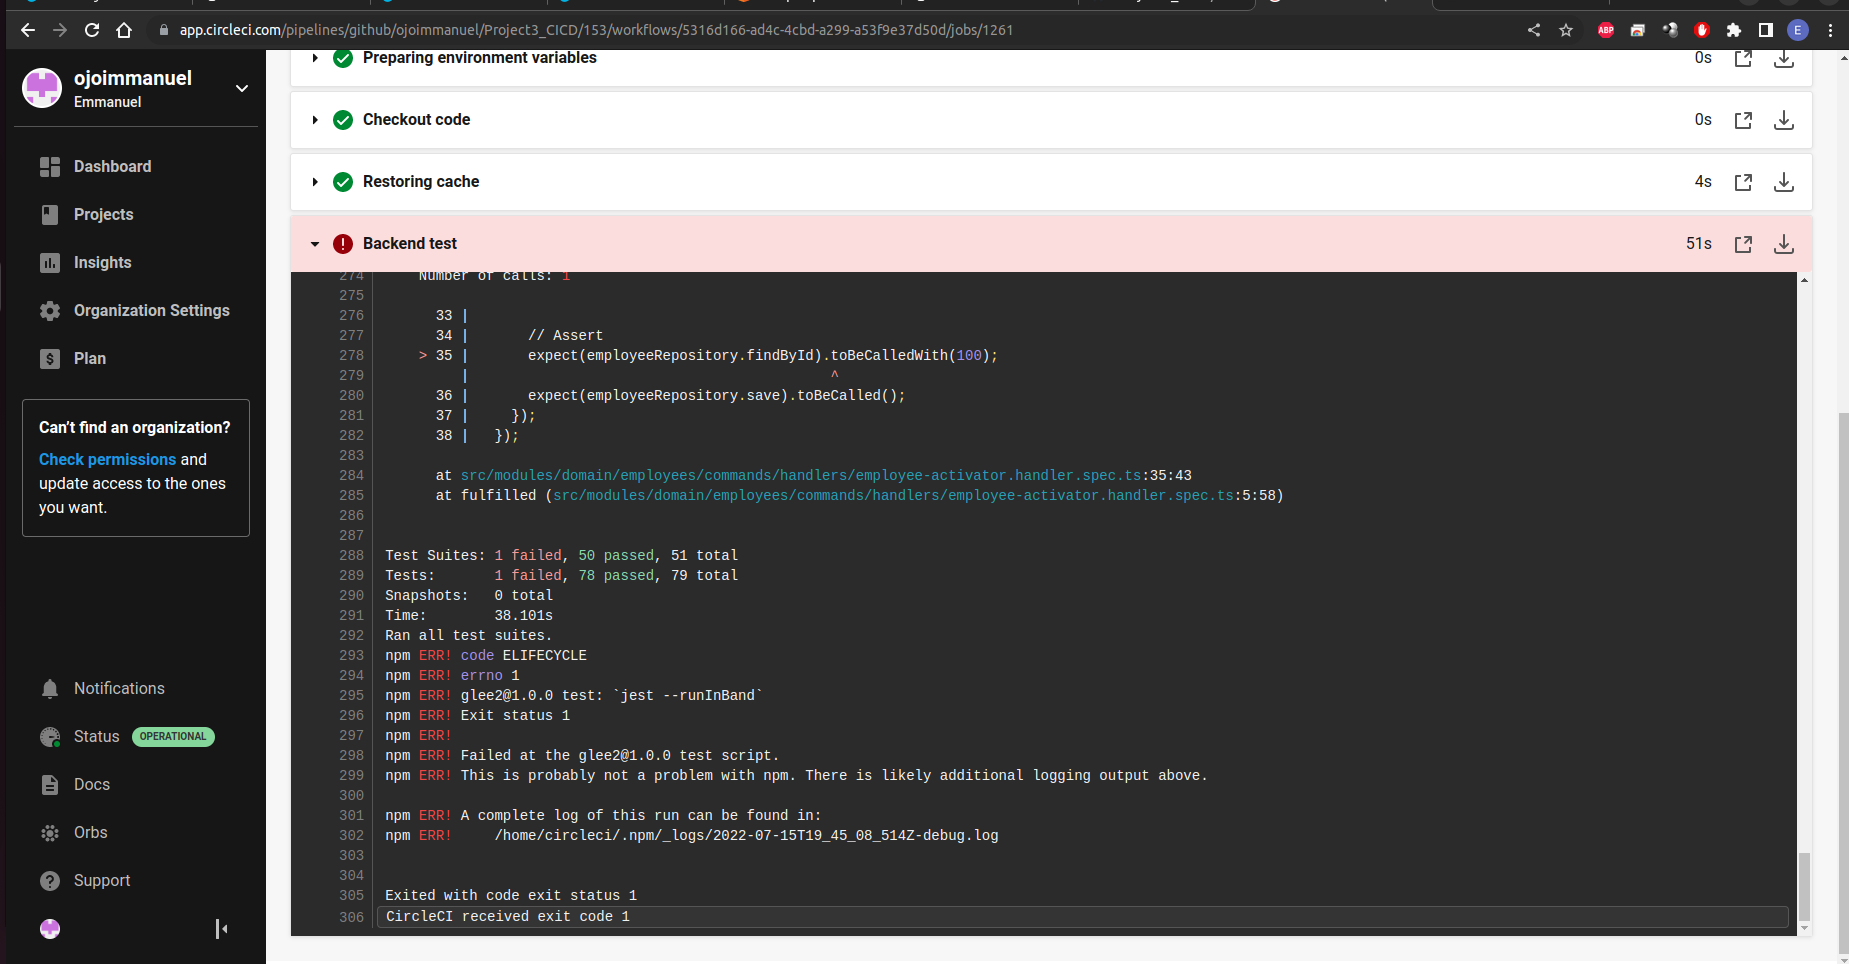 app.circleci.com/pipelines/github/ojoimmanuel/Project3_CICD/153/workflows/5316d166-ad4c-4cbd-a299-a53f9e37d50d/jobs/1261
ABP
E
ojoimmanuel
Emmanuel
Dashboard
Projects
Insights
Organization Settings
Plan
Can't find an organization?
Check permissions and
update access to the ones
you want.
Notifications
Status OPERATIONAL
Docs
Orbs
Support
Preparing environment variables 0s
Checkout code 0s
Restoring cache 4s
Backend test 51s
274 Number of calls: 1
275
276 33 |
277 34 | // Assert
278 > 35 | expect(employeeRepository.findById).toBeCalledWith(100);
279 | ^
280 36 | expect(employeeRepository.save).toBeCalled();
281 37 | });
282 38 | });
283
284 at src/modules/domain/employees/commands/handlers/employee-activator.handler.spec.ts:35:43
285 at fulfilled (src/modules/domain/employees/commands/handlers/employee-activator.handler.spec.ts:5:58)
286
287
288 Test Suites: 1 failed, 50 passed, 51 total
289 Tests: 1 failed, 78 passed, 79 total
290 Snapshots: 0 total
291 Time: 38.101s
292 Ran all test suites.
293 npm ERR! code ELIFECYCLE
294 npm ERR! errno 1
295 npm ERR! glee2@1.0.0 test: `jest --runInBand`
296 npm ERR! Exit status 1
297 npm ERR!
298 npm ERR! Failed at the glee2@1.0.0 test script.
299 npm ERR! This is probably not a problem with npm. There is likely additional logging output above.
300
301 npm ERR! A complete log of this run can be found in:
302 npm ERR! /home/circleci/.npm/_logs/2022-07-15T19_45_08_514Z-debug.log
303
304
305 Exited with code exit status 1
306 CircleCI received exit code 1